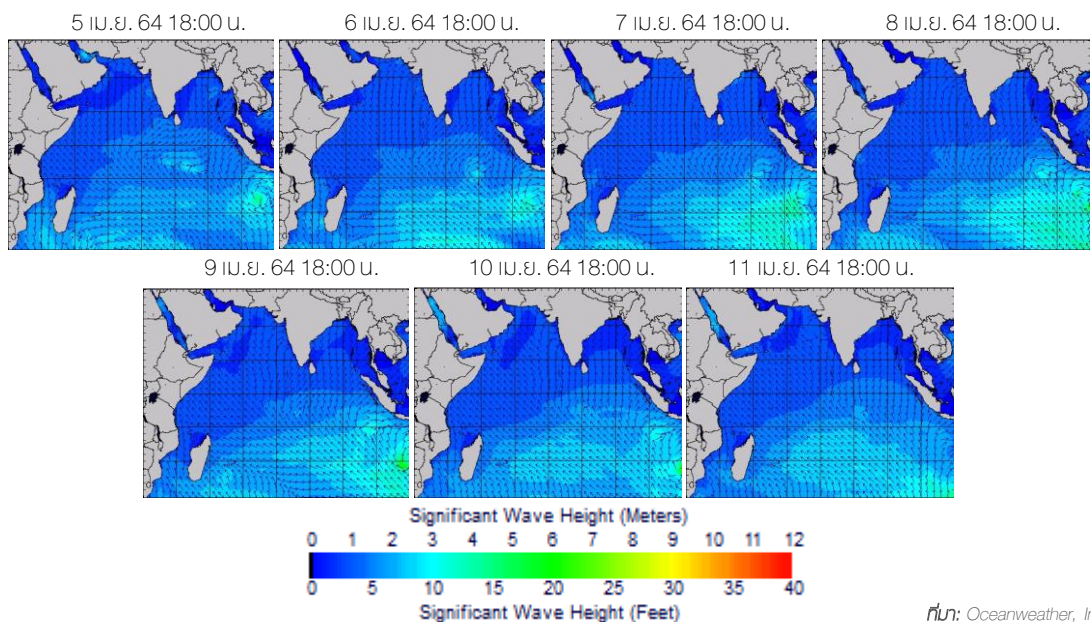 5 เม.ย. 64 18:00 น. 6 เม.ย. 64 18:00 น. 7 เม.ย. 64 18:00 น. 8 เม.ย. 64 18:00 น.
9 เม.ย. 64 18:00 น. 10 เม.ย. 64 18:00 น. 11 เม.ย. 64 18:00 น.
Significant Wave Height (Meters)
0 1 2 3 4 5 6 7 8 9 10 11 12
0 5 10 15 20 25 30 35 40
Significant Wave Height (Feet)
ที่มา: Oceanweather,